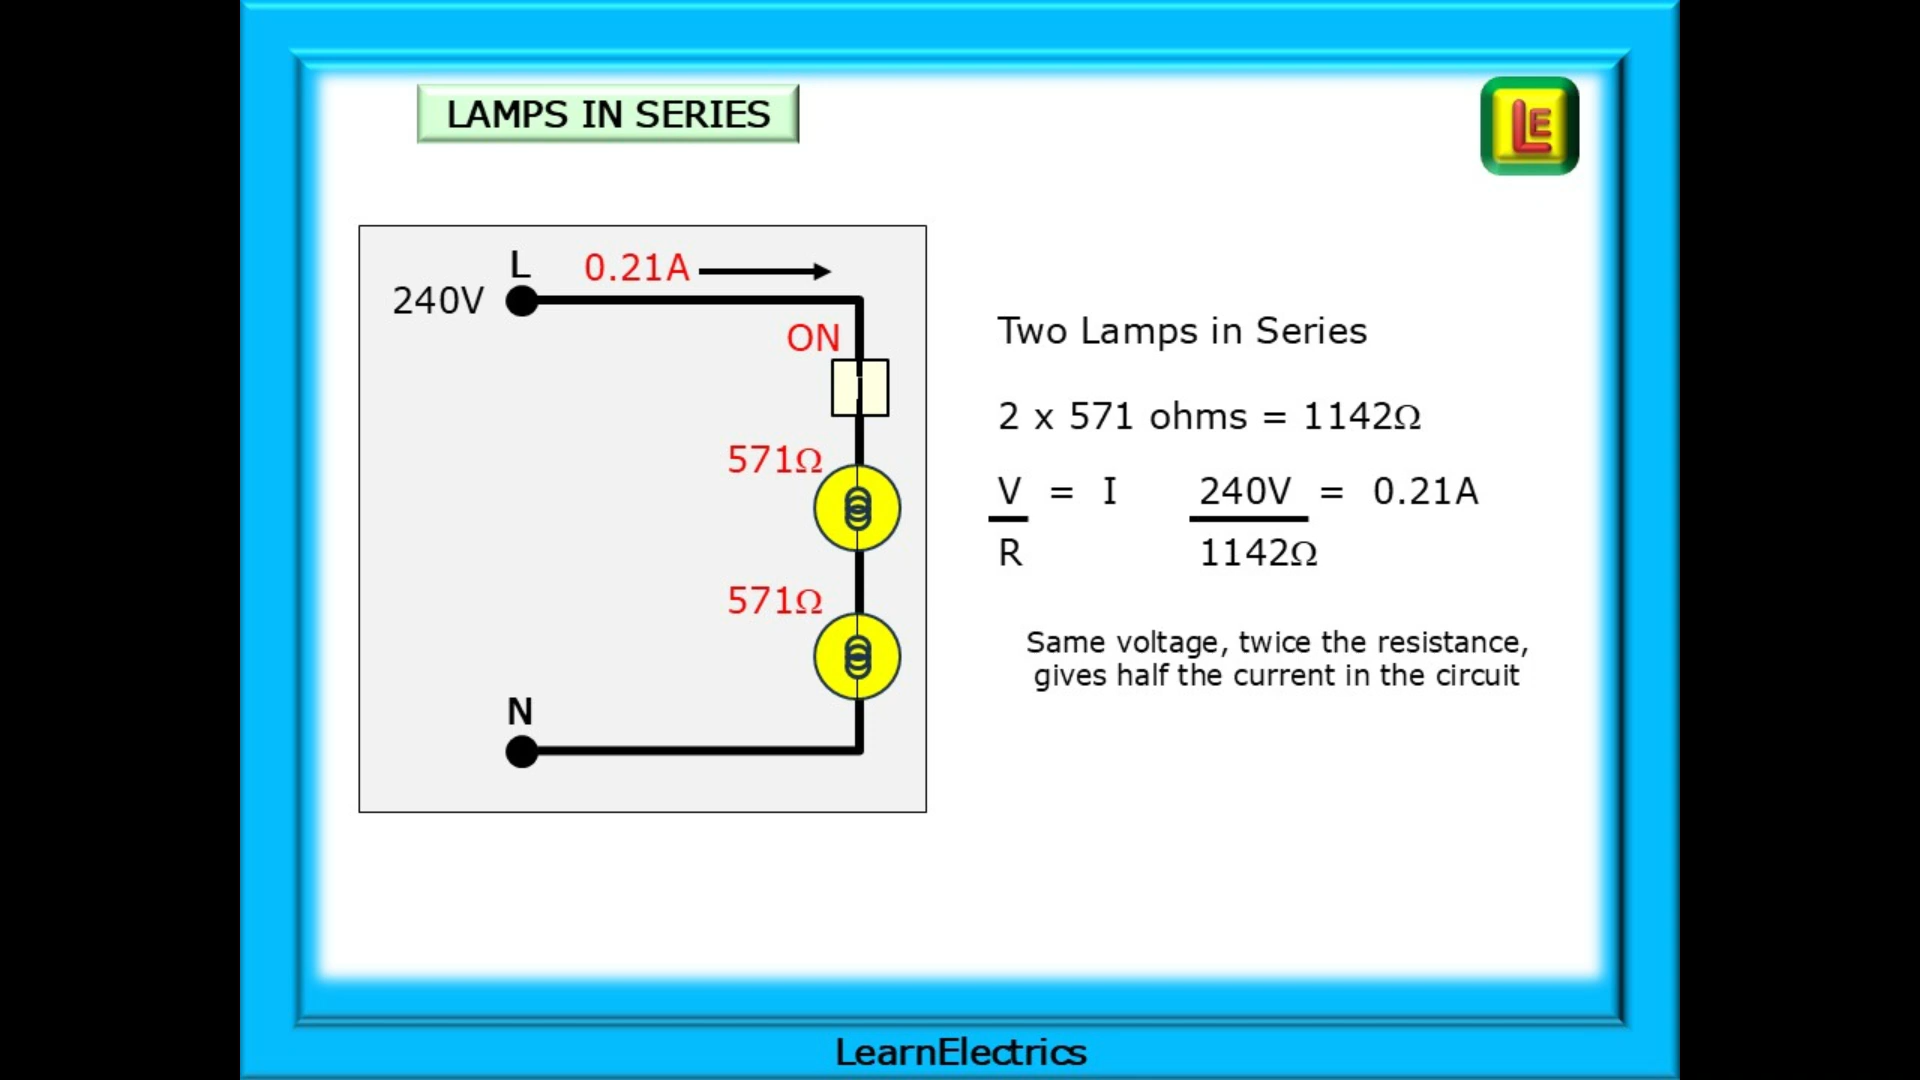 LAMPS IN SERIES
LE
L
0.21A
240V
ON
571Ω
571Ω
N
Two Lamps in Series
2 x 571 ohms = 1142Ω
V = I 240V = 0.21A
R 1142Ω
Same voltage, twice the resistance,
gives half the current in the circuit
LearnElectrics